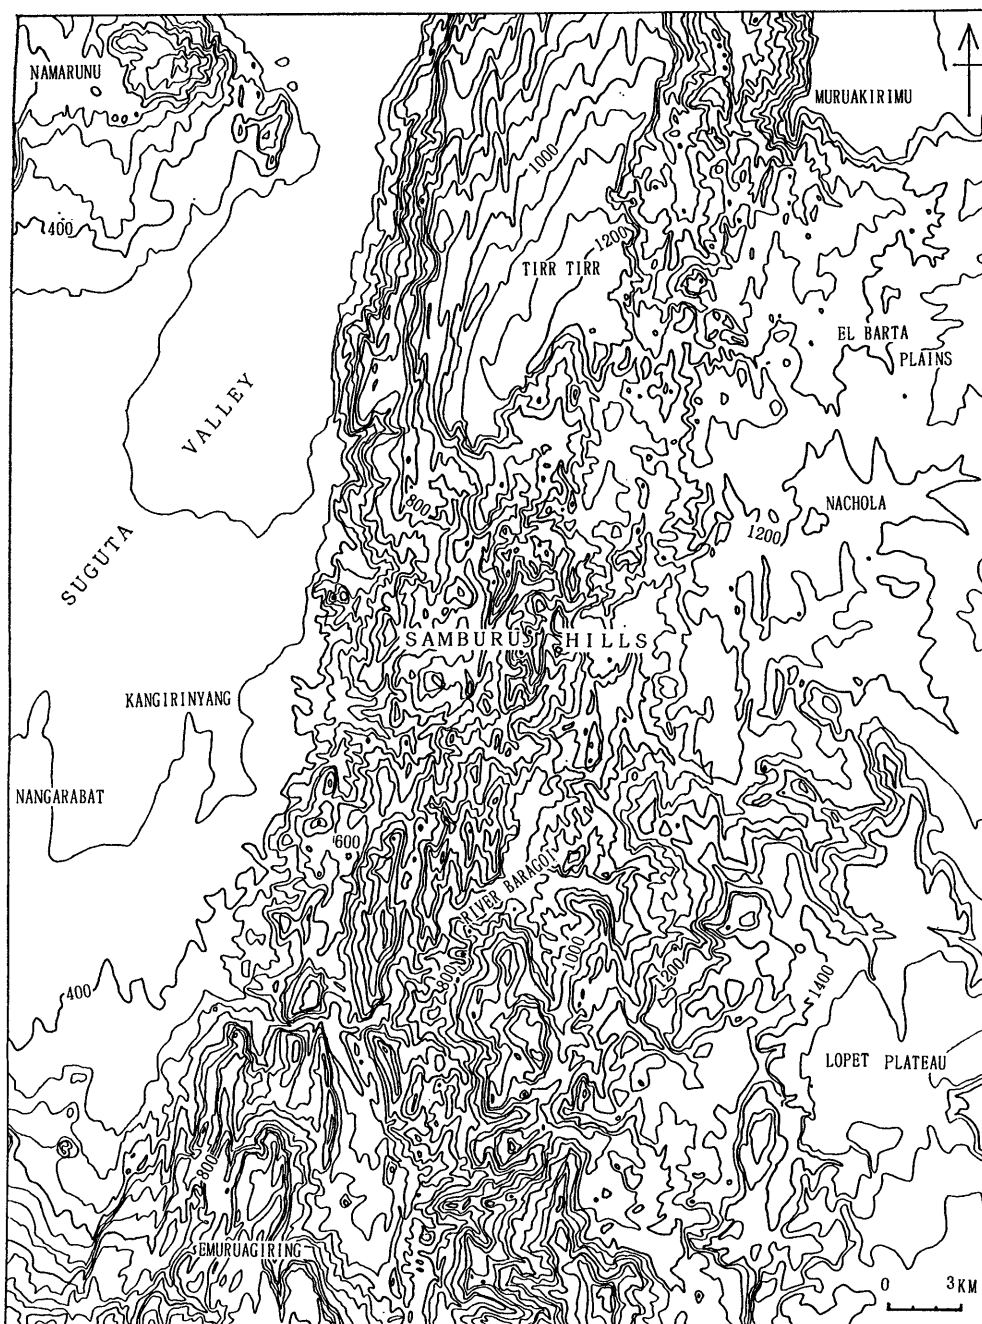 NAMARUNU
MURUAKIRIMU
1000
400
1200
TIRR TIRR
EL BARTA
PLAINS
VALLEY
800
NACHOLA
1200
SUGUTA
SAMBURU HILLS
KANGIRINYANG
NANGARABAT
600
RIVER BARAGOI
400
800
1000
1200
1400
LOPET PLATEAU
800
EMURUAGIRING
0 3KM